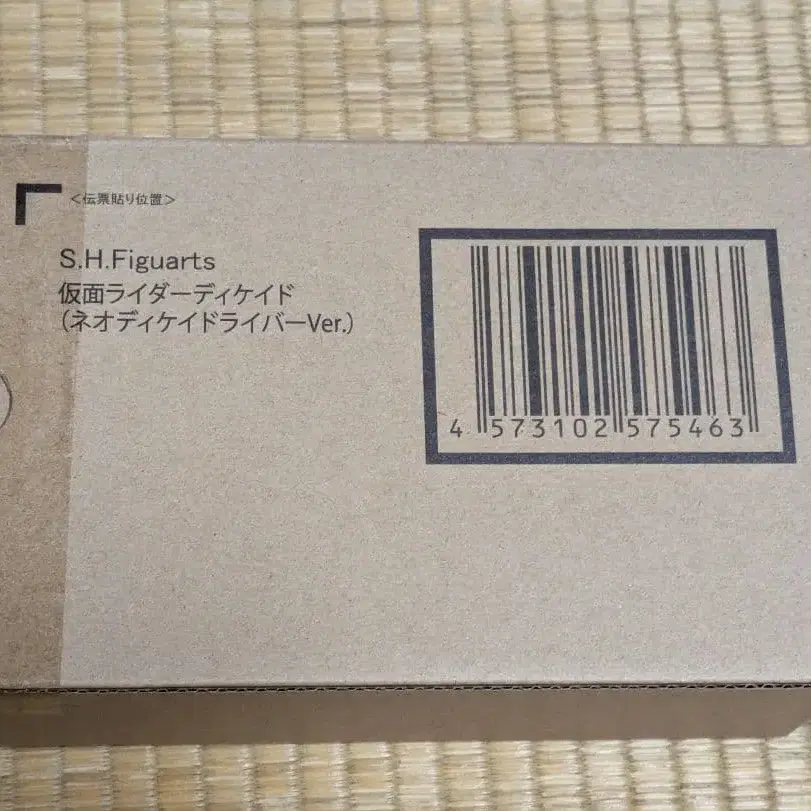 <伝票貼り位置>
S.H.Figuarts
仮面ライダーディケイド
(ネオディケイドライバーVer.)
4 573102 575463